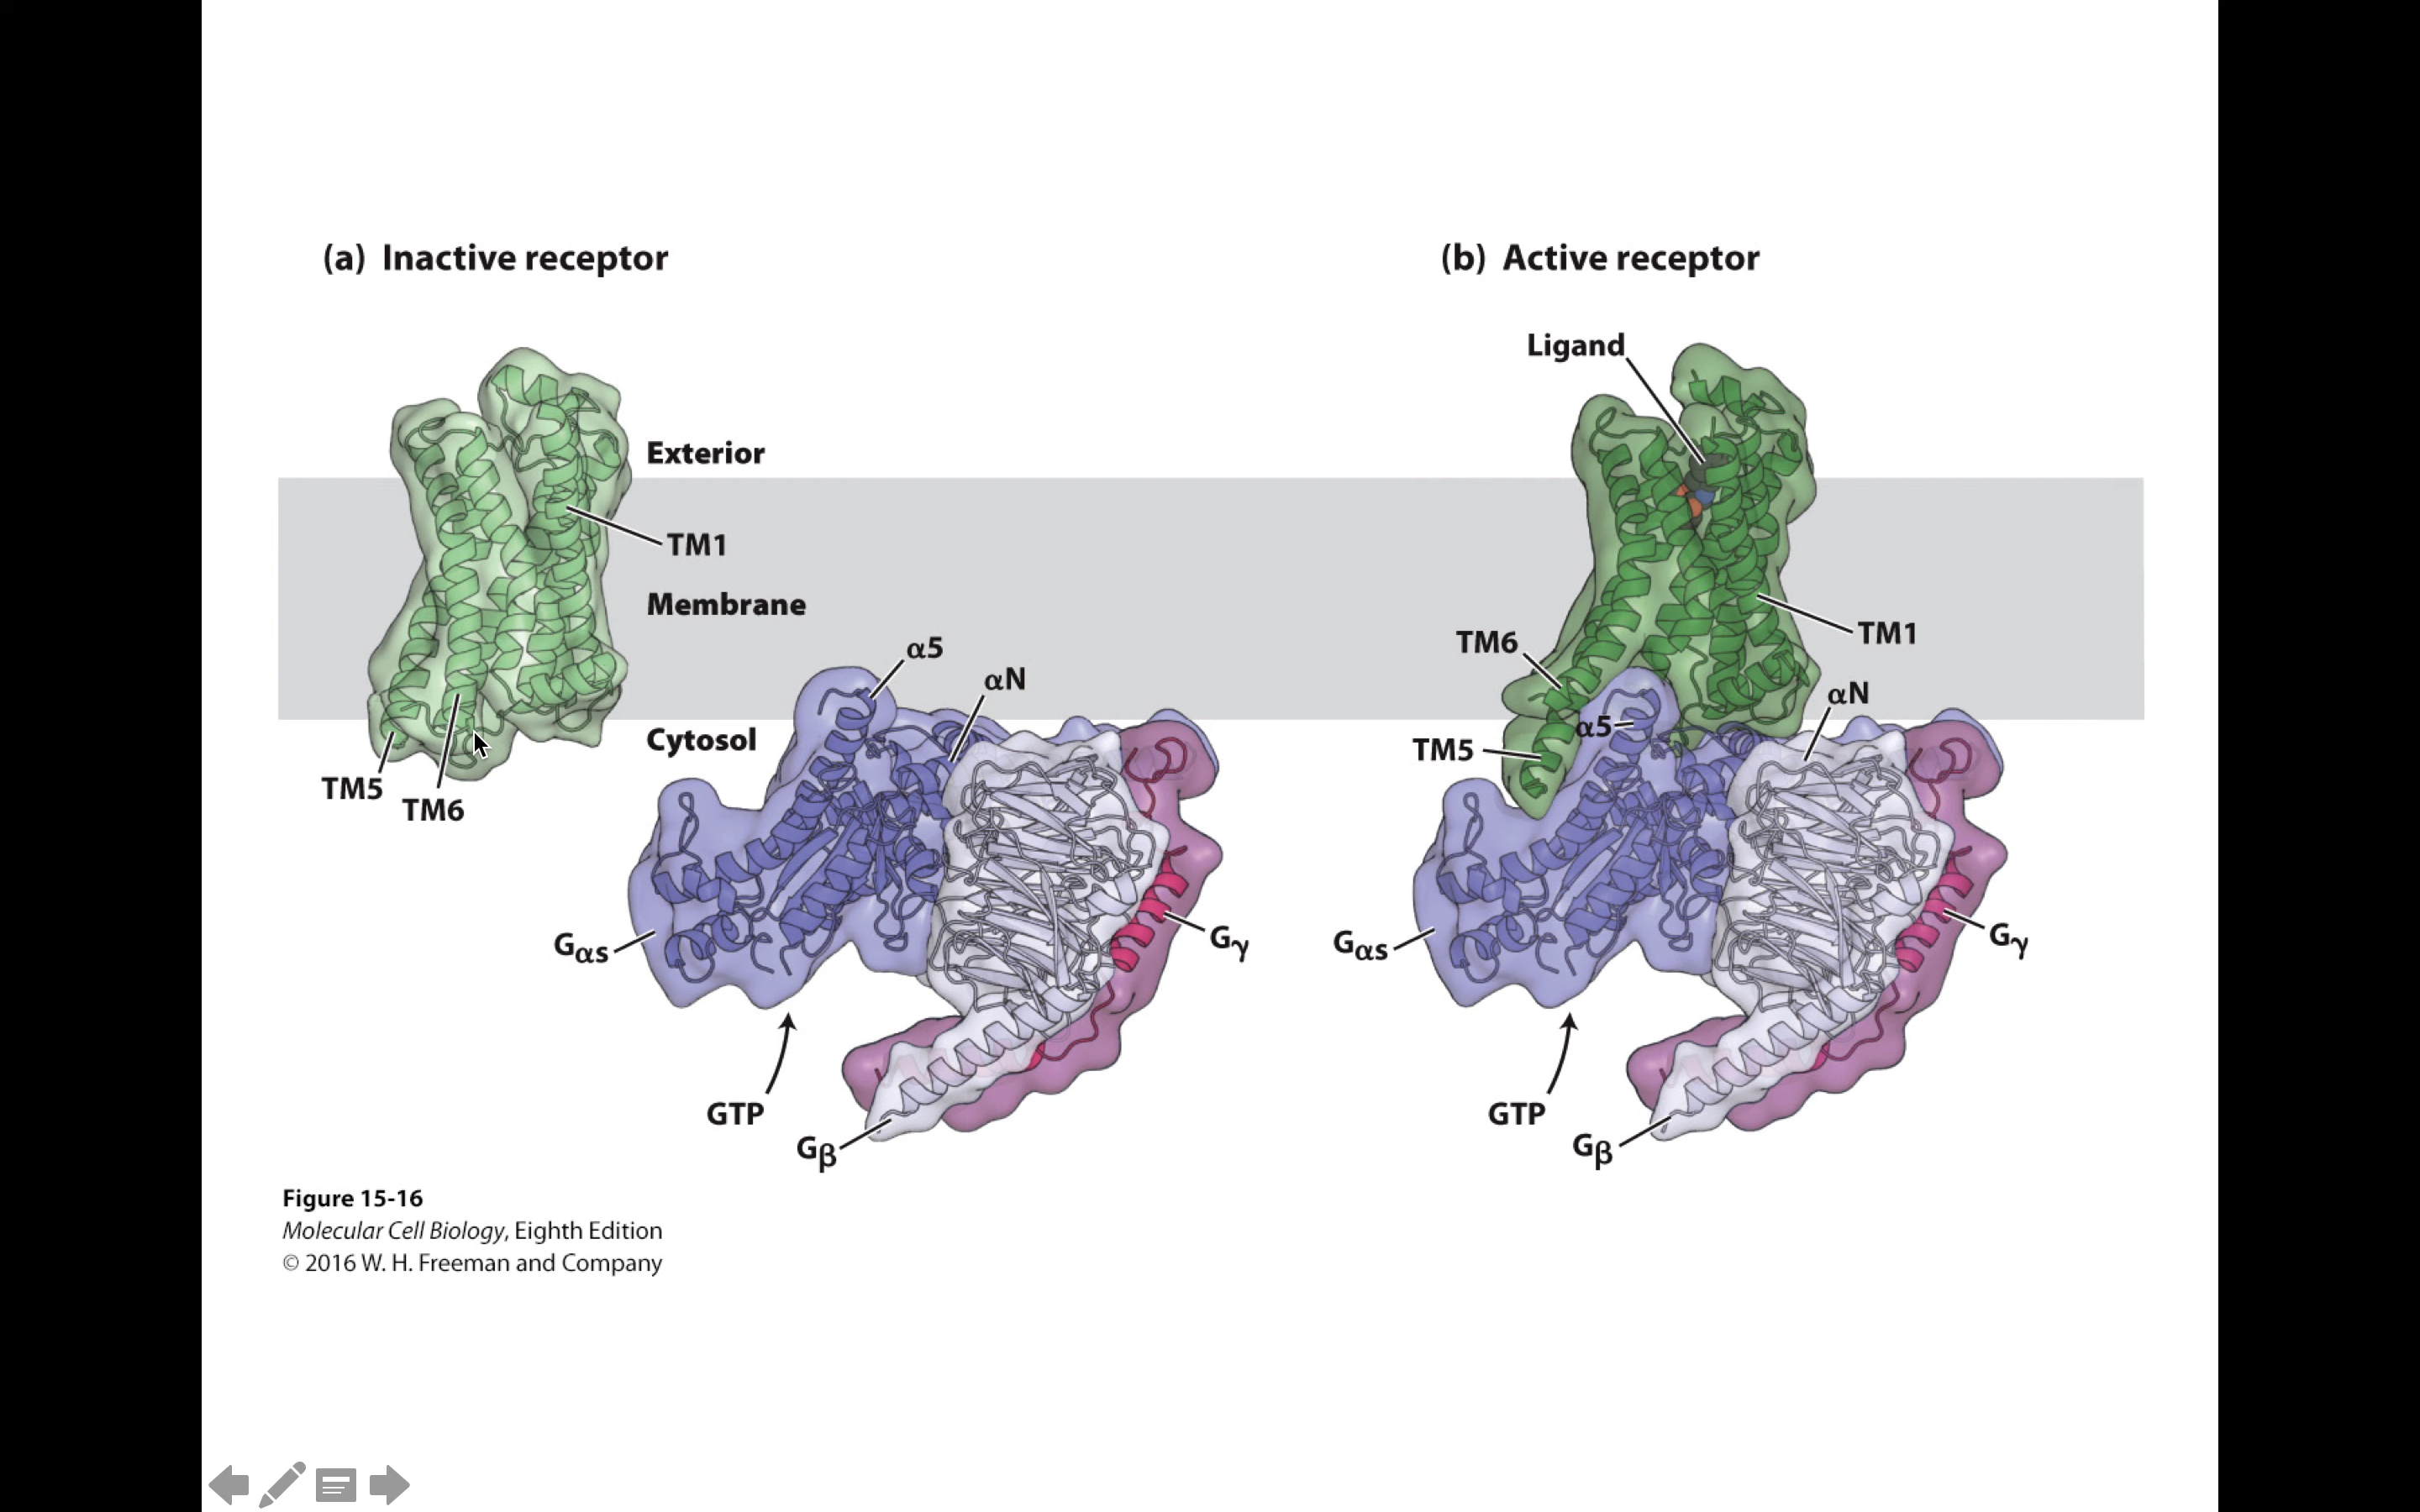 (a) Inactive receptor
(b) Active receptor
Ligand
Exterior
TM1
Membrane
TM6
TM1
α5
αN
αN
α5
Cytosol
TM5
TM5
TM6
Gαs
Gγ
Gαs
Gγ
GTP
GTP
Gβ
Gβ
Figure 15-16
Molecular Cell Biology, Eighth Edition
© 2016 W. H. Freeman and Company